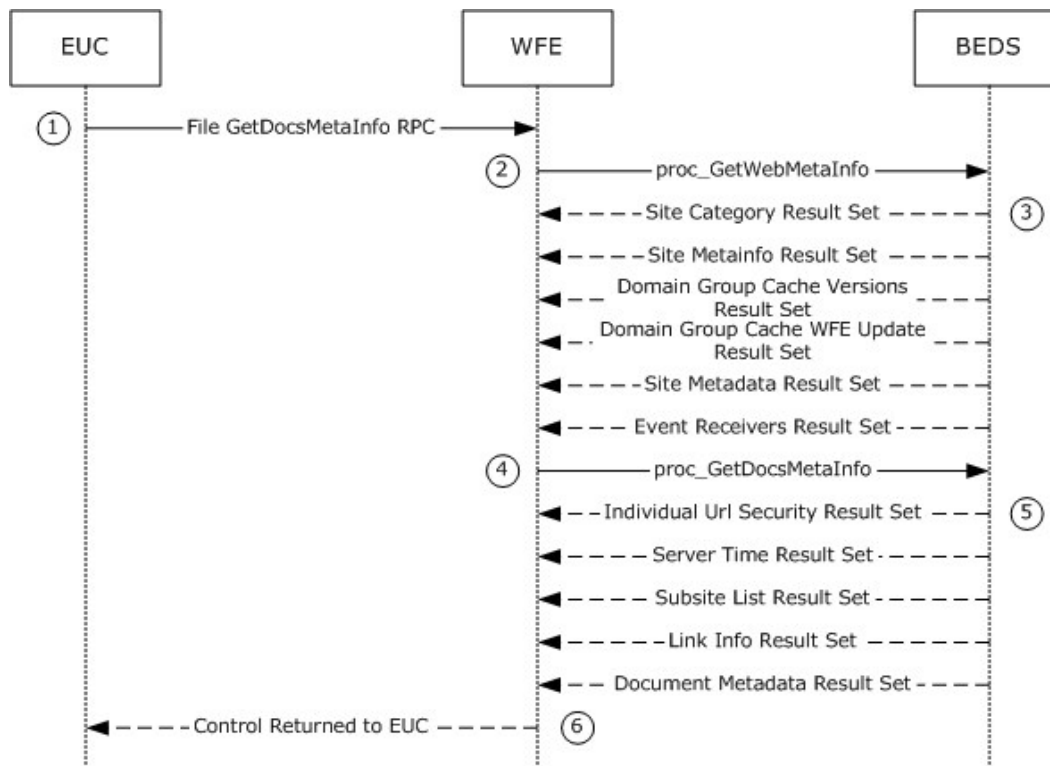 EUC
WFE
BEDS
1
File GetDocsMetaInfo RPC
2
proc_GetWebMetaInfo
Site Category Result Set
3
Site Metainfo Result Set
Domain Group Cache Versions
Result Set
Domain Group Cache WFE Update
Result Set
Site Metadata Result Set
Event Receivers Result Set
4
proc_GetDocsMetaInfo
Individual Url Security Result Set
5
Server Time Result Set
Subsite List Result Set
Link Info Result Set
Document Metadata Result Set
Control Returned to EUC
6